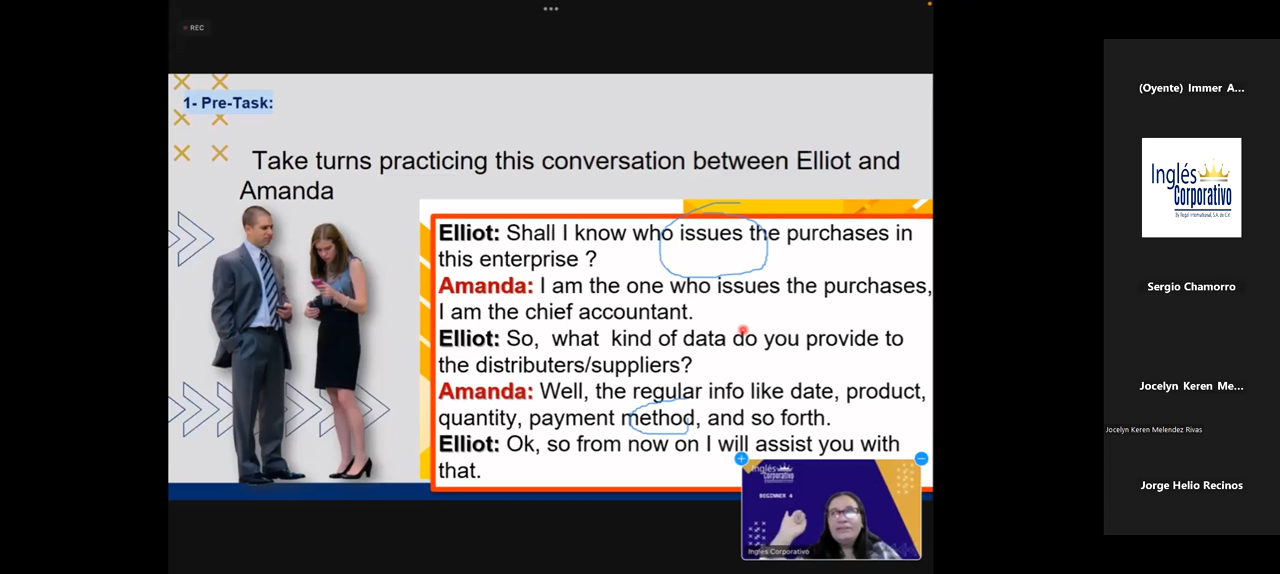 REC
1- Pre-Task:
Take turns practicing this conversation between Elliot and
Amanda
Elliot: Shall I know who issues the purchases in
this enterprise ?
Amanda: I am the one who issues the purchases,
I am the chief accountant.
Elliot: So, what kind of data do you provide to
the distributers/suppliers?
Amanda: Well, the regular info like date, product,
quantity, payment method, and so forth.
Elliot: Ok, so from now on I will assist you with
that.
Inglés
Corporativo
BEGINNER 4
Inglés Corporativo
(Oyente) Immer A...
Inglés
Corporativo
By Regal International, S.A. de C.V.
Sergio Chamorro
Jocelyn Keren Me...
Jocelyn Keren Melendez Rivas
Jorge Helio Recinos